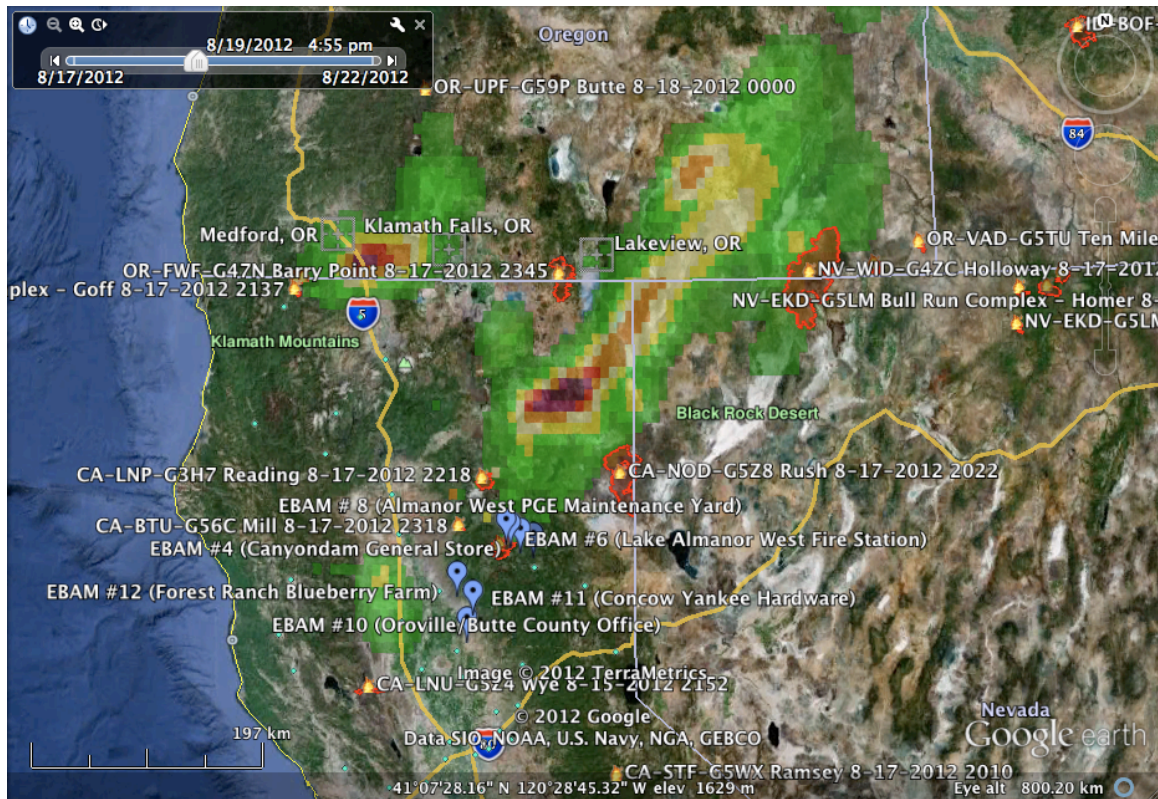 8/19/2012 4:55 pm
8/17/2012
8/22/2012
Oregon
N
ID-BOF-
OR-UPF-G59P Butte 8-18-2012 0000
84
Medford, OR
Klamath Falls, OR
Lakeview, OR
OR-VAD-G5TU Ten Mile
OR-FWF-G47N Barry Point 8-17-2012 2345
NV-WID-G4ZC Holloway 8-17-2012
plex - Goff 8-17-2012 2137
NV-EKD-G5LM Bull Run Complex - Homer 8-
5
NV-EKD-G5LM
Klamath Mountains
Black Rock Desert
CA-LNP-G3H7 Reading 8-17-2012 2218
CA-NOD-G5Z8 Rush 8-17-2012 2022
EBAM # 8 (Almanor West PGE Maintenance Yard)
CA-BTU-G56C Mill 8-17-2012 2318
EBAM #6 (Lake Almanor West Fire Station)
EBAM #4 (Canyondam General Store)
EBAM #12 (Forest Ranch Blueberry Farm)
EBAM #11 (Concow Yankee Hardware)
EBAM #10 (Oroville/Butte County Office)
Image © 2012 TerraMetrics
CA-LNU-G5Z4 Wye 8-15-2012 2152
© 2012 Google
Nevada
197 km
Data SIO, NOAA, U.S. Navy, NGA, GEBCO
Google earth
CA-STF-G5WX Ramsey 8-17-2012 2010
41°07'28.16" N 120°28'45.32" W elev 1629 m
Eye alt 800.20 km